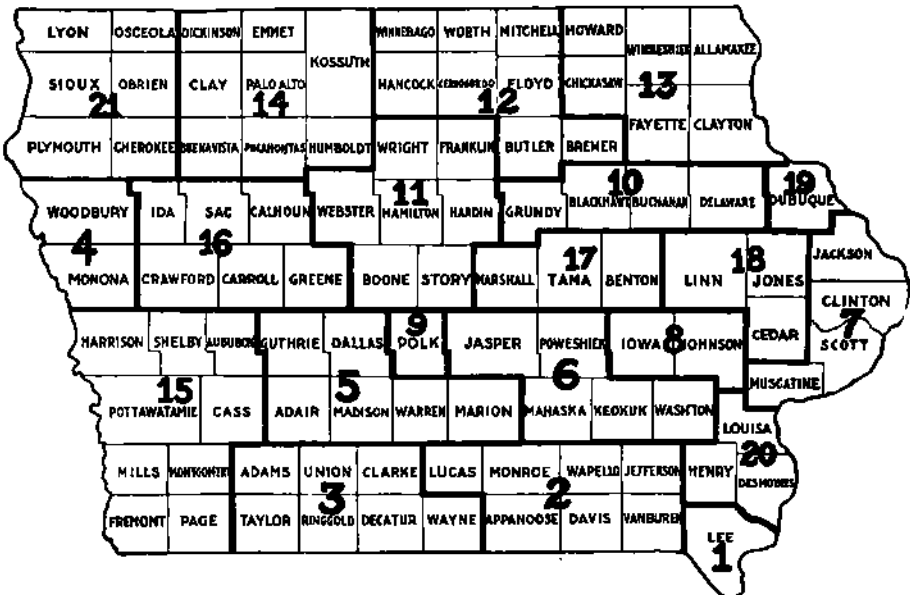 LYON OSCEOLA DICKINSON EMMET WINNEBAGO WORTH MITCHELL HOWARD
KOSSUTH WINNESHIEK ALLAMAKEE
SIOUX OBRIEN CLAY PALO ALTO HANCOCK CERROGORDO FLOYD CHICKASAW
21 14 12 13
PLYMOUTH CHEROKEE BUENAVISTA POCAHONTAS HUMBOLDT WRIGHT FRANKLIN BUTLER BREMER FAYETTE CLAYTON
11 10 19
WOODBURY IDA SAC CALHOUN WEBSTER HAMILTON HARDIN GRUNDY BLACKHAWK BUCHANAN DELAWARE DUBUQUE
4 16 17 18
MONONA CRAWFORD CARROLL GREENE BOONE STORY MARSHALL TAMA BENTON LINN JONES JACKSON
CLINTON
9 7
HARRISON SHELBY AUDUBON GUTHRIE DALLAS POLK JASPER POWESHIEK IOWA 8 JOHNSON CEDAR SCOTT
15 5 6
MUSCATINE
POTTAWATAMIE CASS ADAIR MADISON WARREN MARION MAHASKA KEOKUK WASHTON
LOUISA
20
MILLS MONTGOMERY ADAMS UNION CLARKE LUCAS MONROE WAPELLO JEFFERSON HENRY DESMOINES
3 2
FREMONT PAGE TAYLOR RINGGOLD DECATUR WAYNE APPANOOSE DAVIS VANBUREN
LEE
1